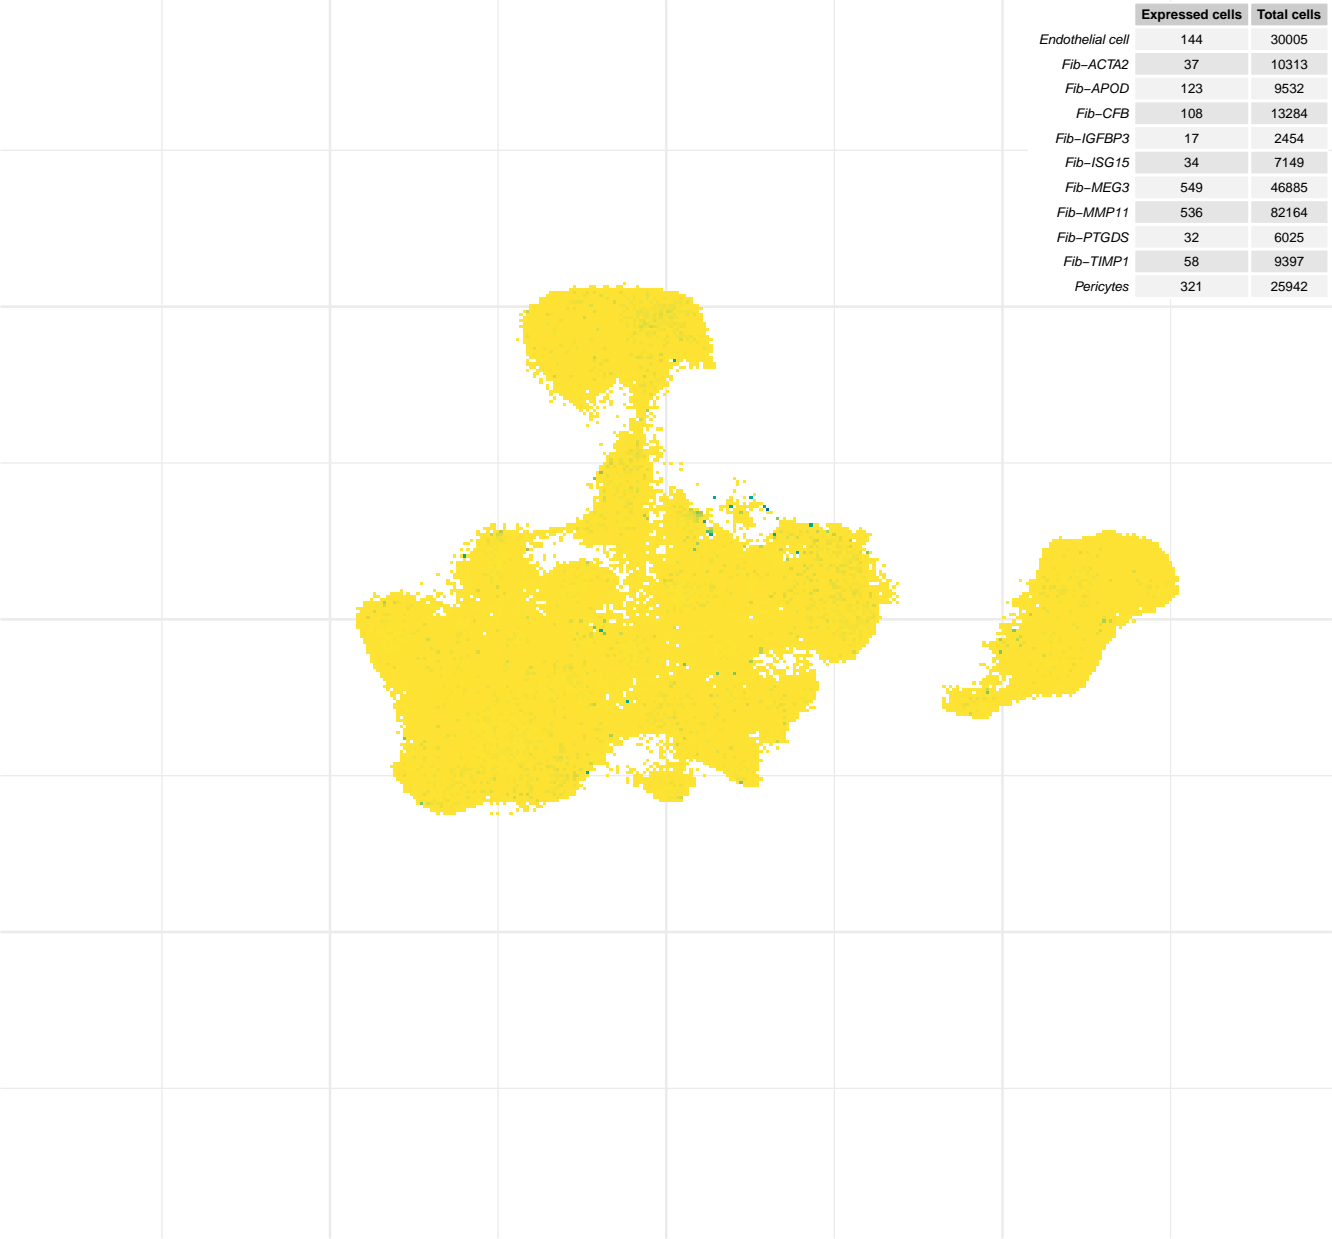 Expressed cells Total cells
Endothelial cell 144 30005
Fib−ACTA2 37 10313
Fib−APOD 123 9532
Fib−CFB 108 13284
Fib−IGFBP3 17 2454
Fib−ISG15 34 7149
Fib−MEG3 549 46885
Fib−MMP11 536 82164
Fib−PTGDS 32 6025
Fib−TIMP1 58 9397
Pericytes 321 25942